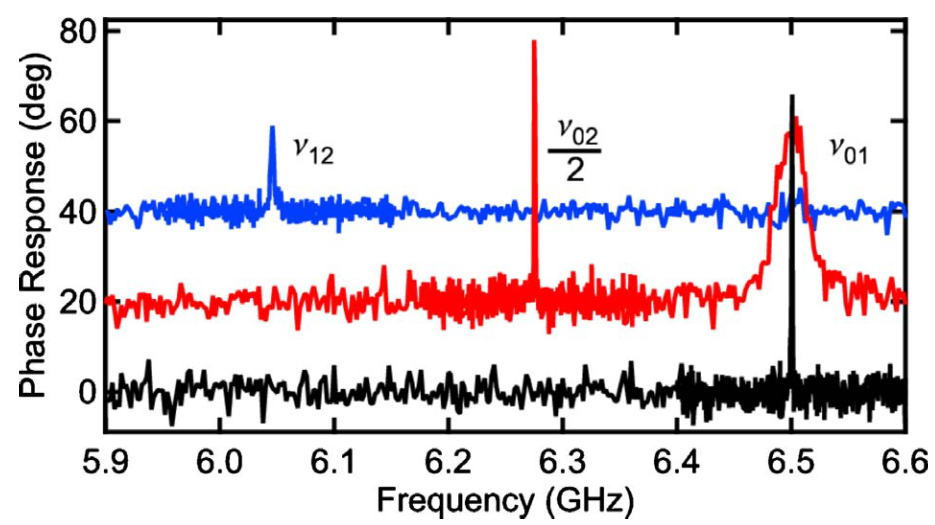 Phase Response (deg)
80
60
40
20
0
ν12
ν02
2
ν01
5.9 6.0 6.1 6.2 6.3 6.4 6.5 6.6
Frequency (GHz)